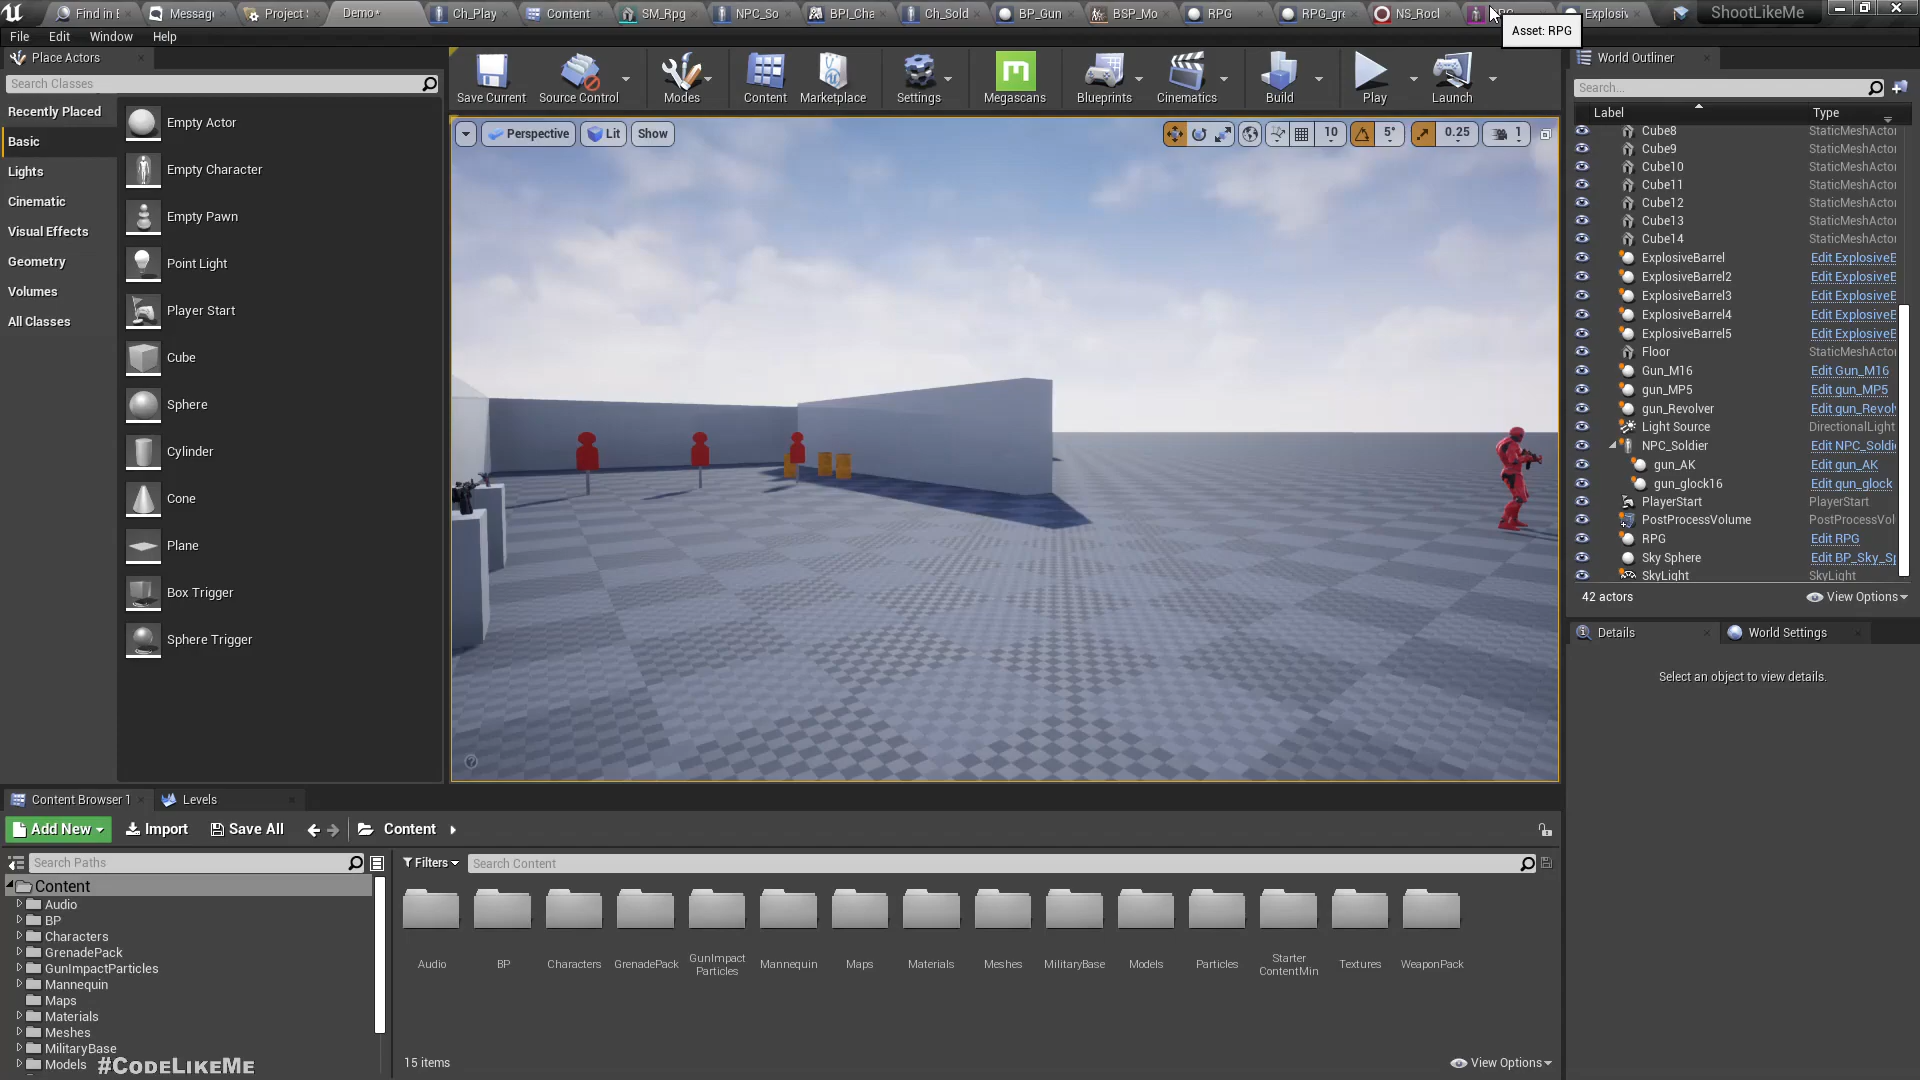 Find in E
Messag
Project
Demo*
Ch_Play
Content
SM_Rpg
NPC_So
BPI_Cha
Ch_Sold
BP_Gun
BSP_Mo
RPG
RPG_gre
NS_Rocl
Explosiv
ShootLikeMe
File
Edit
Window
Help
Asset: RPG
Place Actors
Search Classes
Recently Placed
Basic
Lights
Cinematic
Visual Effects
Geometry
Volumes
All Classes
Empty Actor
Empty Character
Empty Pawn
Point Light
Player Start
Cube
Sphere
Cylinder
Cone
Plane
Box Trigger
Sphere Trigger
Save Current
Source Control
Modes
Content
Marketplace
Settings
Megascans
Blueprints
Cinematics
Build
Play
Launch
Perspective
Lit
Show
10
5°
0.25
1
World Outliner
Search...
Label
Type
Cube8
StaticMeshActor
Cube9
StaticMeshActor
Cube10
StaticMeshActor
Cube11
StaticMeshActor
Cube12
StaticMeshActor
Cube13
StaticMeshActor
Cube14
StaticMeshActor
ExplosiveBarrel
Edit ExplosiveB
ExplosiveBarrel2
Edit ExplosiveB
ExplosiveBarrel3
Edit ExplosiveB
ExplosiveBarrel4
Edit ExplosiveB
ExplosiveBarrel5
Edit ExplosiveB
Floor
StaticMeshActor
Gun_M16
Edit Gun_M16
gun_MP5
Edit gun_MP5
gun_Revolver
Edit gun_Revolv
Light Source
DirectionalLight
NPC_Soldier
Edit NPC_Soldi
gun_AK
Edit gun_AK
gun_glock16
Edit gun_glock
PlayerStart
PlayerStart
PostProcessVolume
PostProcessVol
RPG
Edit RPG
Sky Sphere
Edit BP_Sky_Sp
SkyLight
SkyLight
42 actors
View Options
Details
World Settings
Select an object to view details.
Content Browser 1
Levels
Add New
Import
Save All
Content
Search Paths
Filters
Search Content
Content
Audio
BP
Characters
GrenadePack
GunImpactParticles
Mannequin
Maps
Materials
Meshes
MilitaryBase
Models
#CODELIKEME
Audio
BP
Characters
GrenadePack
GunImpact
Particles
Mannequin
Maps
Materials
Meshes
MilitaryBase
Models
Particles
Starter
ContentMin
Textures
WeaponPack
15 items
View Options